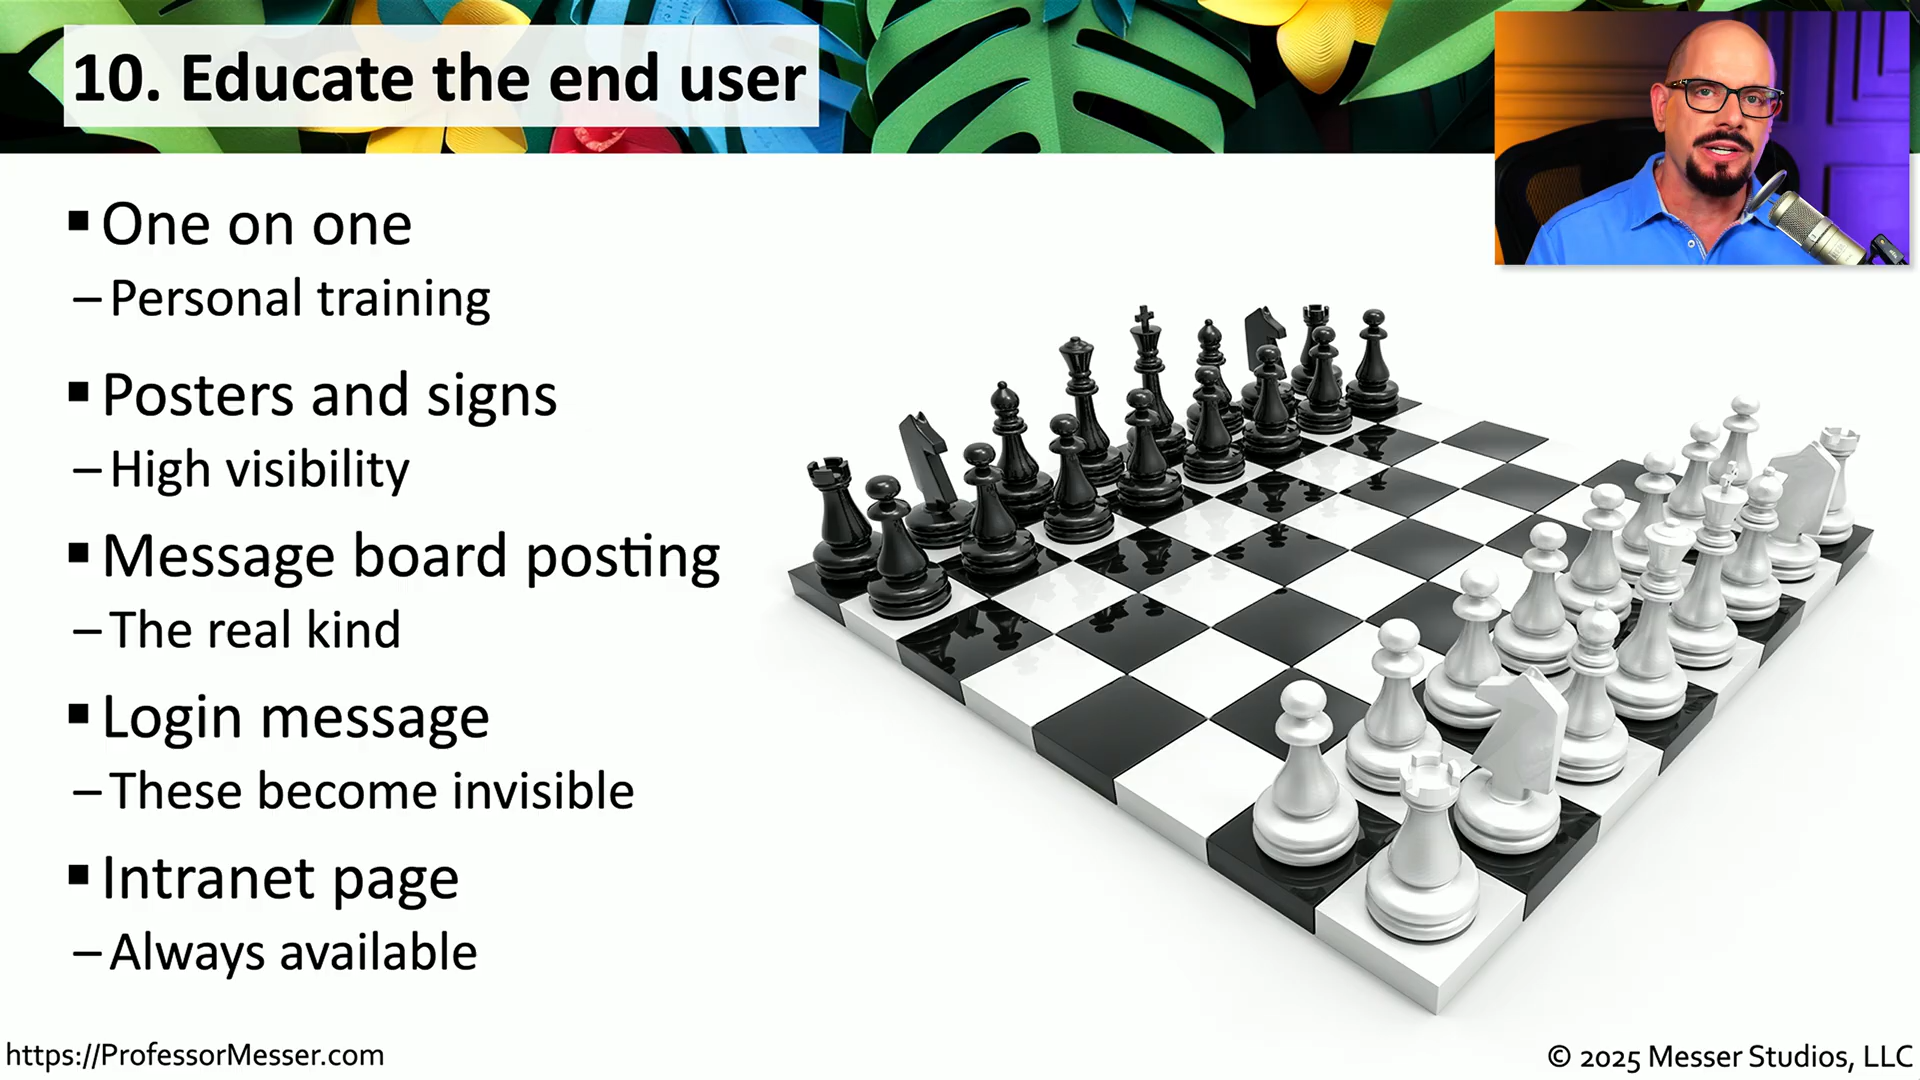 10. Educate the end user
▪ One on one
– Personal training
▪ Posters and signs
– High visibility
▪ Message board posting
– The real kind
▪ Login message
– These become invisible
▪ Intranet page
– Always available
https://ProfessorMesser.com
© 2025 Messer Studios, LLC